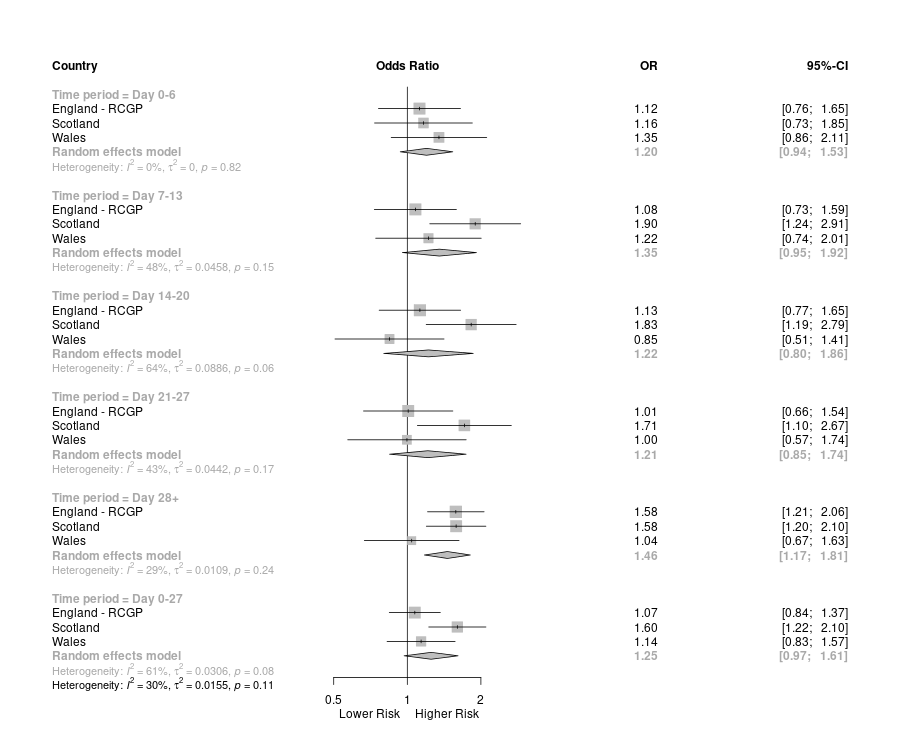 Country Odds Ratio OR 95%-CI
Time period = Day 0-6
England - RCGP 1.12 [0.76; 1.65]
Scotland 1.16 [0.73; 1.85]
Wales 1.35 [0.86; 2.11]
Random effects model 1.20 [0.94; 1.53]
Heterogeneity: I² = 0%, τ² = 0, p = 0.82
Time period = Day 7-13
England - RCGP 1.08 [0.73; 1.59]
Scotland 1.90 [1.24; 2.91]
Wales 1.22 [0.74; 2.01]
Random effects model 1.35 [0.95; 1.92]
Heterogeneity: I² = 48%, τ² = 0.0458, p = 0.15
Time period = Day 14-20
England - RCGP 1.13 [0.77; 1.65]
Scotland 1.83 [1.19; 2.79]
Wales 0.85 [0.51; 1.41]
Random effects model 1.22 [0.80; 1.86]
Heterogeneity: I² = 64%, τ² = 0.0886, p = 0.06
Time period = Day 21-27
England - RCGP 1.01 [0.66; 1.54]
Scotland 1.71 [1.10; 2.67]
Wales 1.00 [0.57; 1.74]
Random effects model 1.21 [0.85; 1.74]
Heterogeneity: I² = 43%, τ² = 0.0442, p = 0.17
Time period = Day 28+
England - RCGP 1.58 [1.21; 2.06]
Scotland 1.58 [1.20; 2.10]
Wales 1.04 [0.67; 1.63]
Random effects model 1.46 [1.17; 1.81]
Heterogeneity: I² = 29%, τ² = 0.0109, p = 0.24
Time period = Day 0-27
England - RCGP 1.07 [0.84; 1.37]
Scotland 1.60 [1.22; 2.10]
Wales 1.14 [0.83; 1.57]
Random effects model 1.25 [0.97; 1.61]
Heterogeneity: I² = 61%, τ² = 0.0306, p = 0.08
Heterogeneity: I² = 30%, τ² = 0.0155, p = 0.11
0.5 1 2
Lower Risk Higher Risk